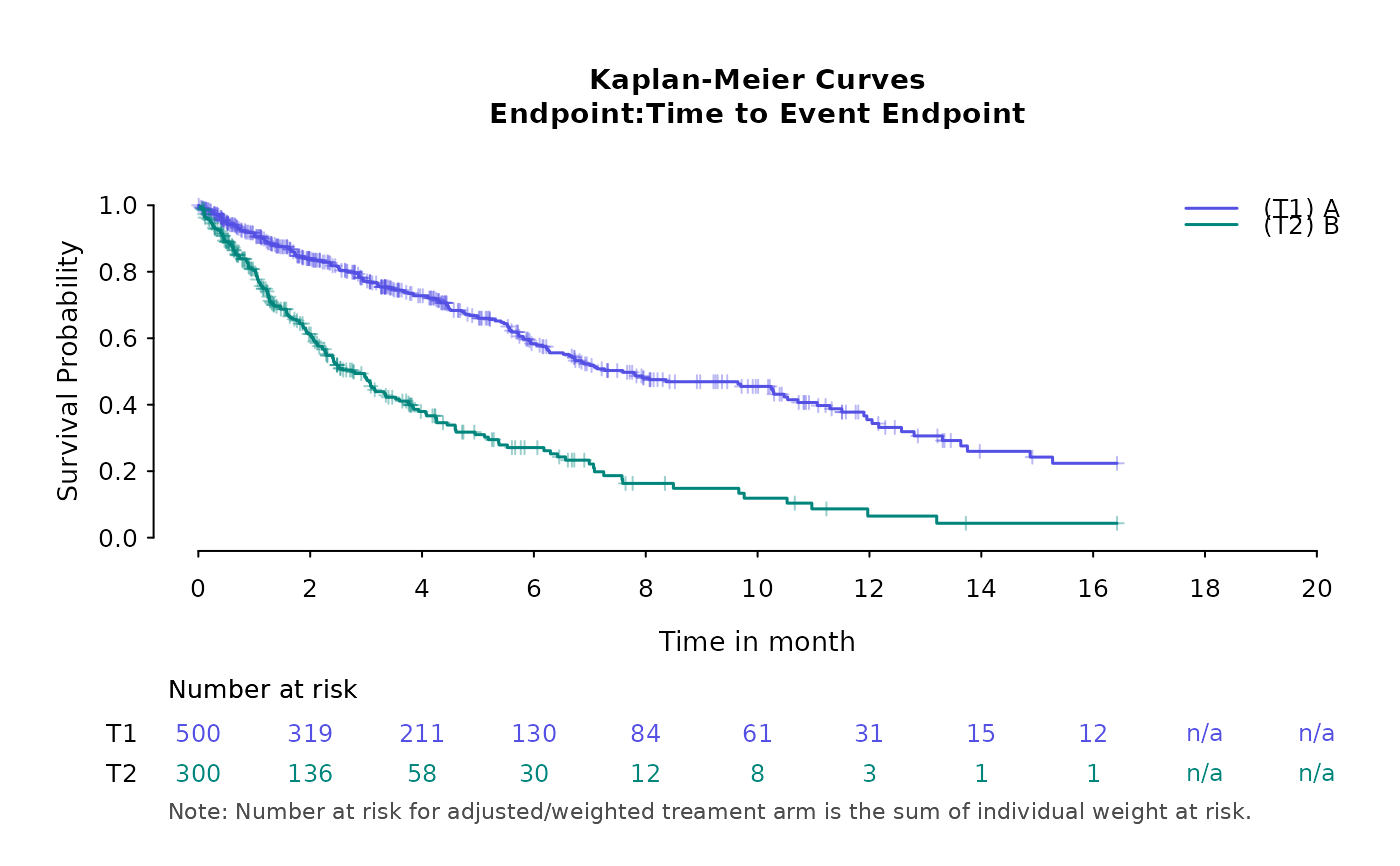 Kaplan-Meier Curves
Endpoint:Time to Event Endpoint
(T1) A
(T2) B
Survival Probability
1.0
0.8
0.6
0.4
0.2
0.0
0 2 4 6 8 10 12 14 16 18 20
Time in month
Number at risk
T1 500 319 211 130 84 61 31 15 12 n/a n/a
T2 300 136 58 30 12 8 3 1 1 n/a n/a
Note: Number at risk for adjusted/weighted treament arm is the sum of individual weight at risk.